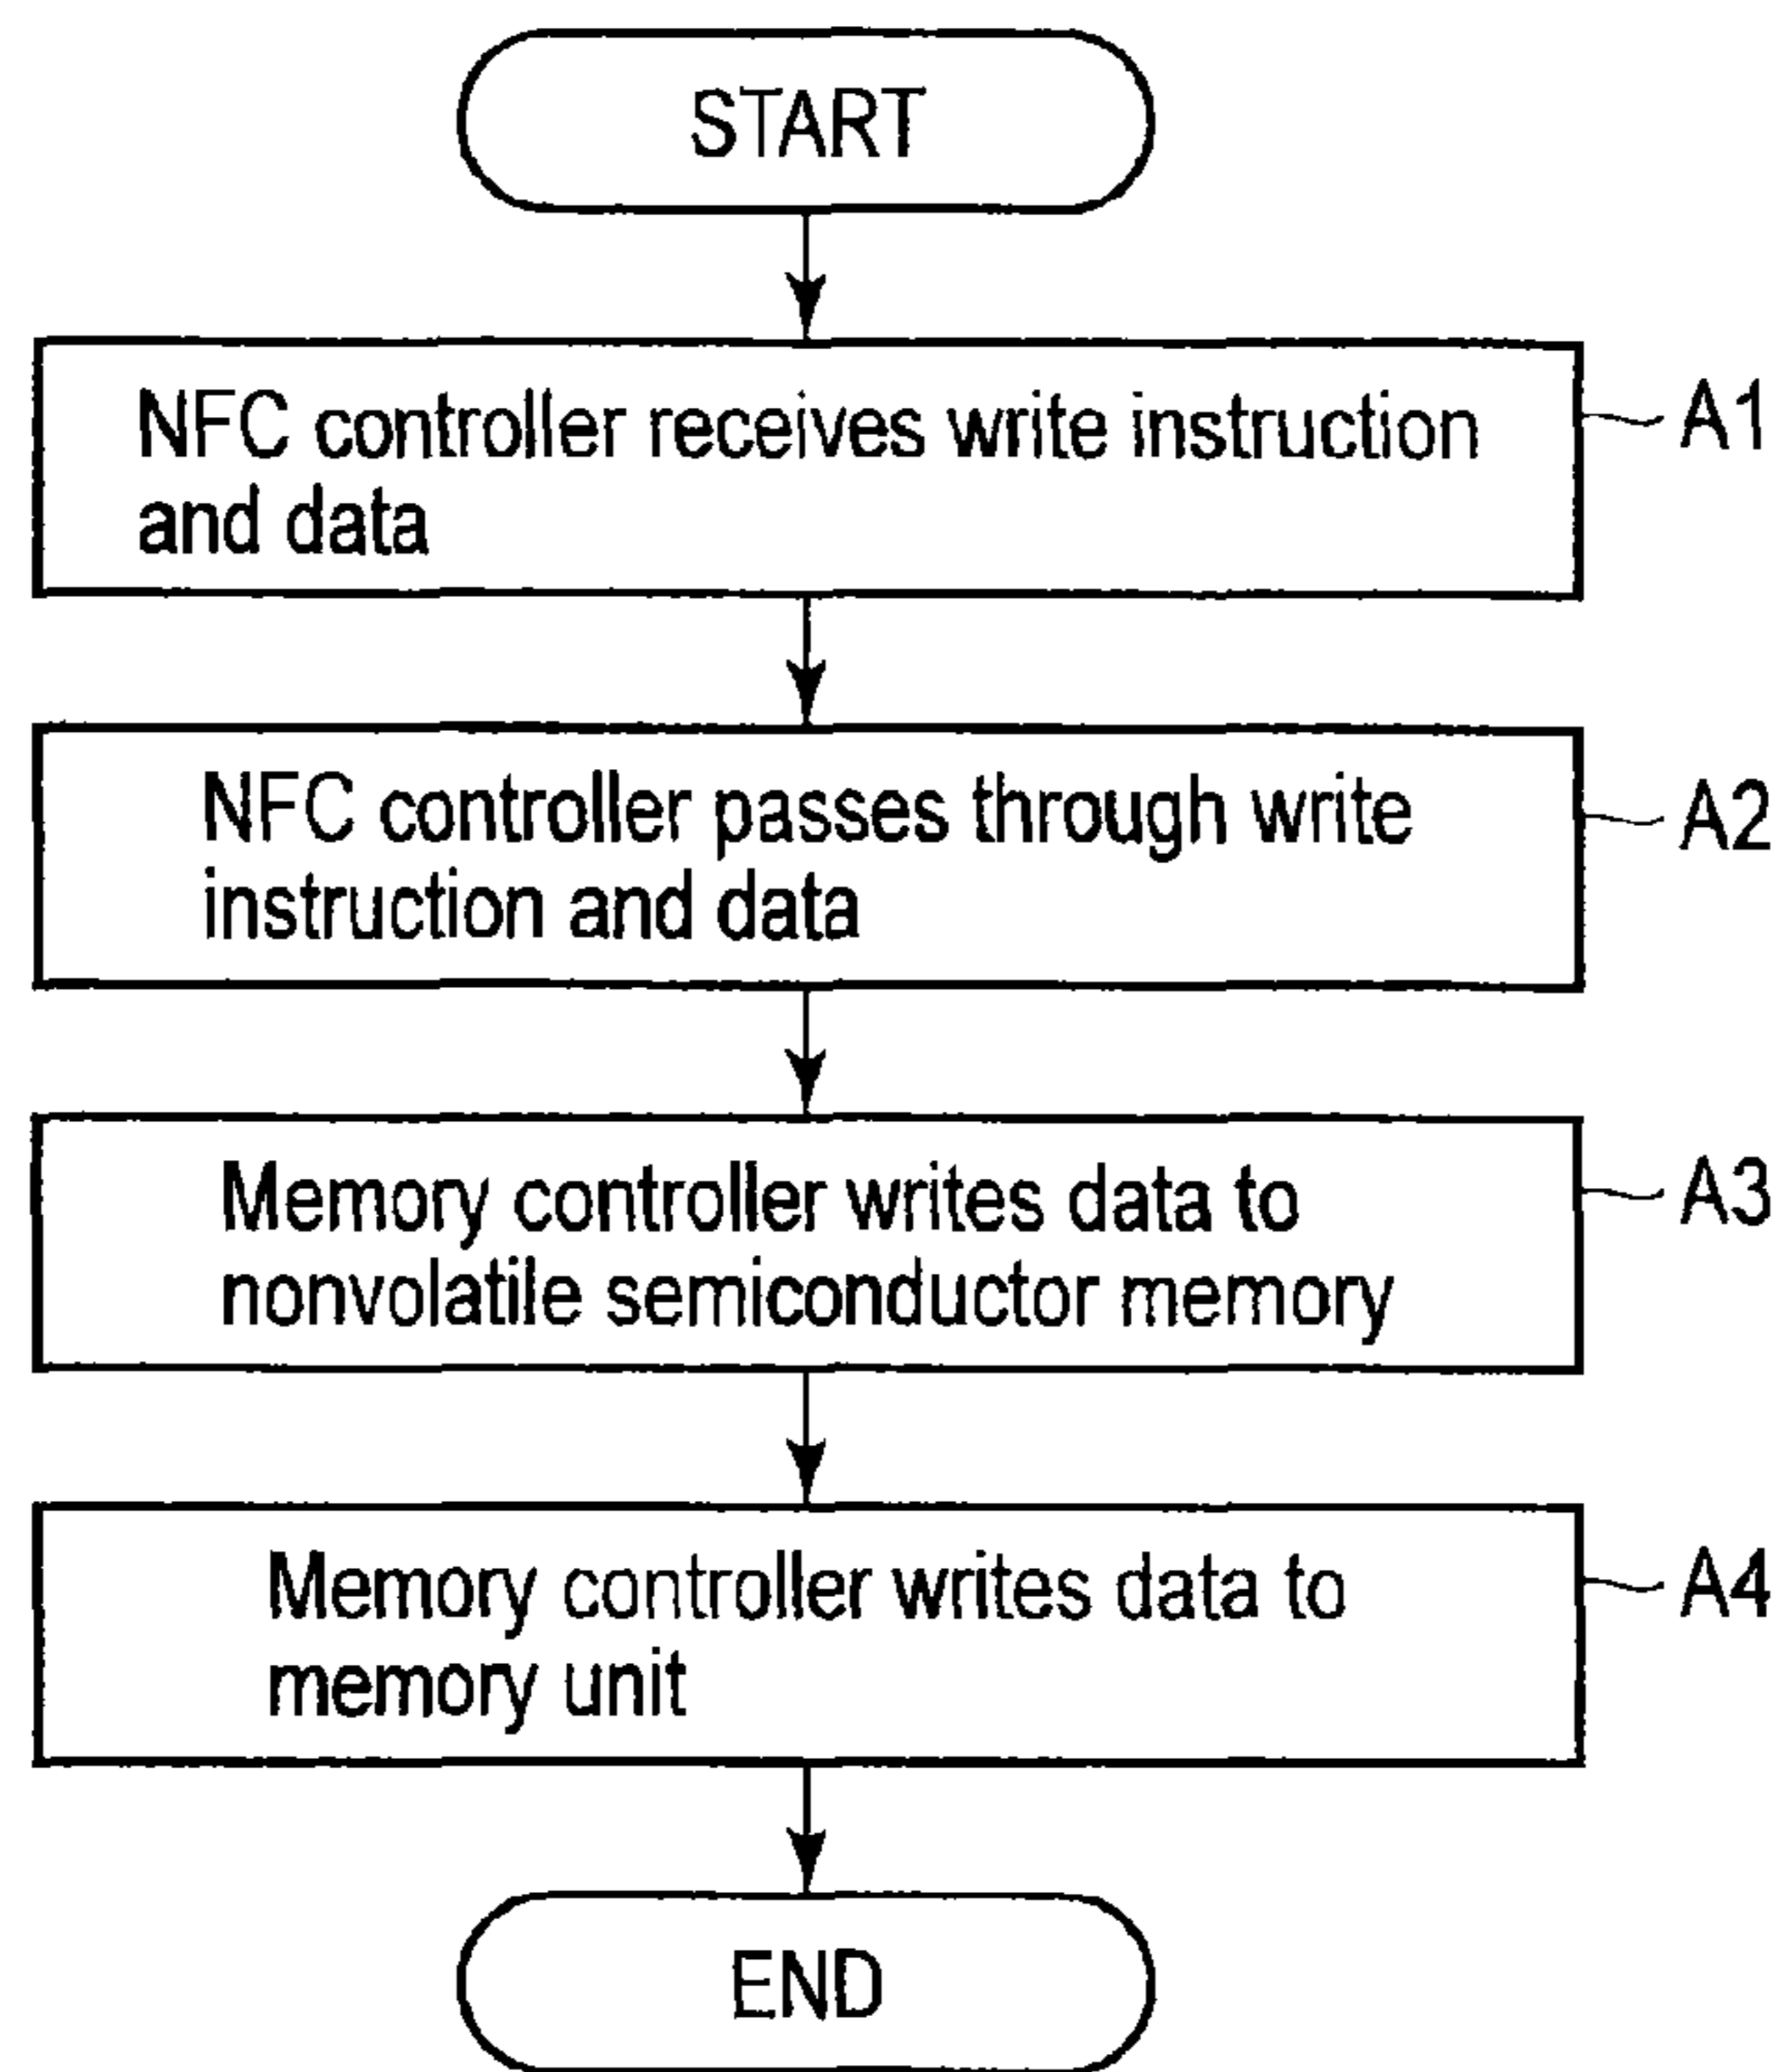 START
NFC controller receives write instruction
and data
A1
NFC controller passes through write
instruction and data
A2
Memory controller writes data to
nonvolatile semiconductor memory
A3
Memory controller writes data to
memory unit
A4
END